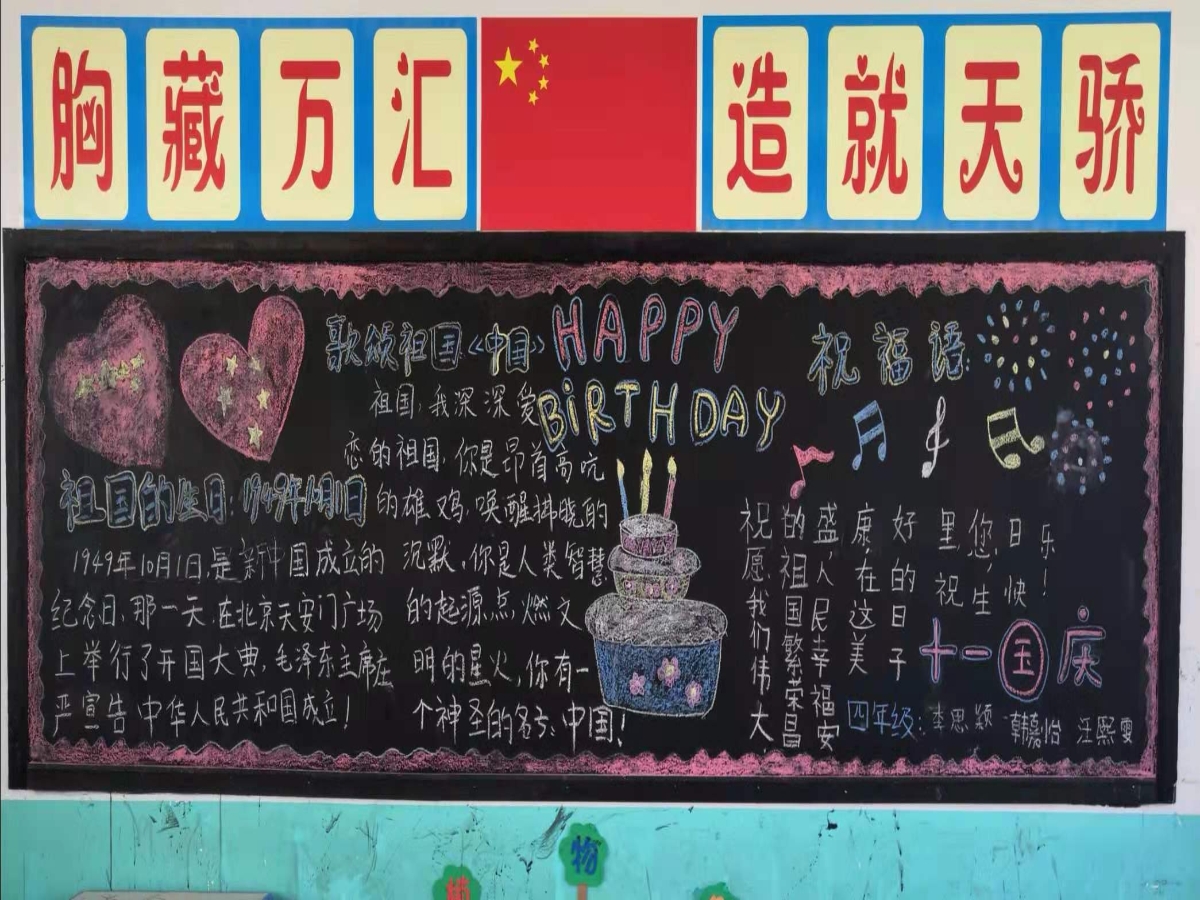 胸藏万汇
造就天骄
祖国的生日:1949年10月1日
1949年10月1日,是新中国成立的
纪念日,那一天,在北京天安门广场
上举行了开国大典,毛泽东主席庄
严宣告中华人民共和国成立!
歌颂祖国《中国》
祖国,我深深爱
恋的祖国,你是昂首高吭
的雄鸡,唤醒拂晓的
沉默,你是人类智慧
的起源,点燃文
明的星火,你有一
个神圣的名号:中国!
HAPPY
BIRTHDAY
祝福语:
祝愿我们伟大
的祖国繁荣昌
盛,人民幸福安
康,在这美
好的日子
里,祝
您,生
日快
乐!
十一国庆
四年级:李思颖 韩嘉怡 汪熙雯
物